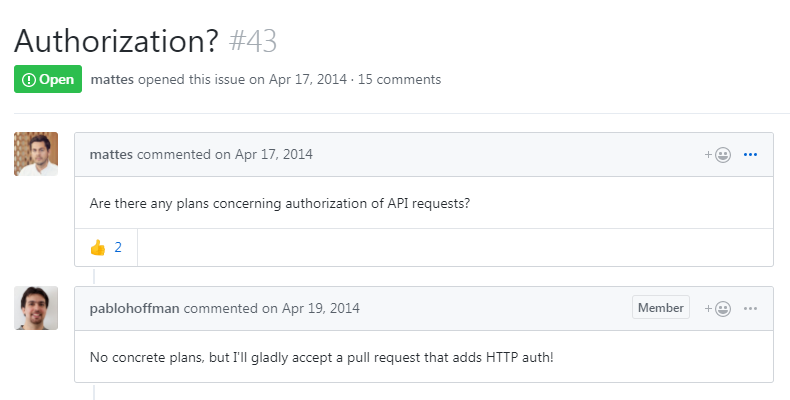 Authorization? #43
Open mattes opened this issue on Apr 17, 2014 · 15 comments
mattes commented on Apr 17, 2014
Are there any plans concerning authorization of API requests?
2
pablohoffman commented on Apr 19, 2014 Member
No concrete plans, but I'll gladly accept a pull request that adds HTTP auth!